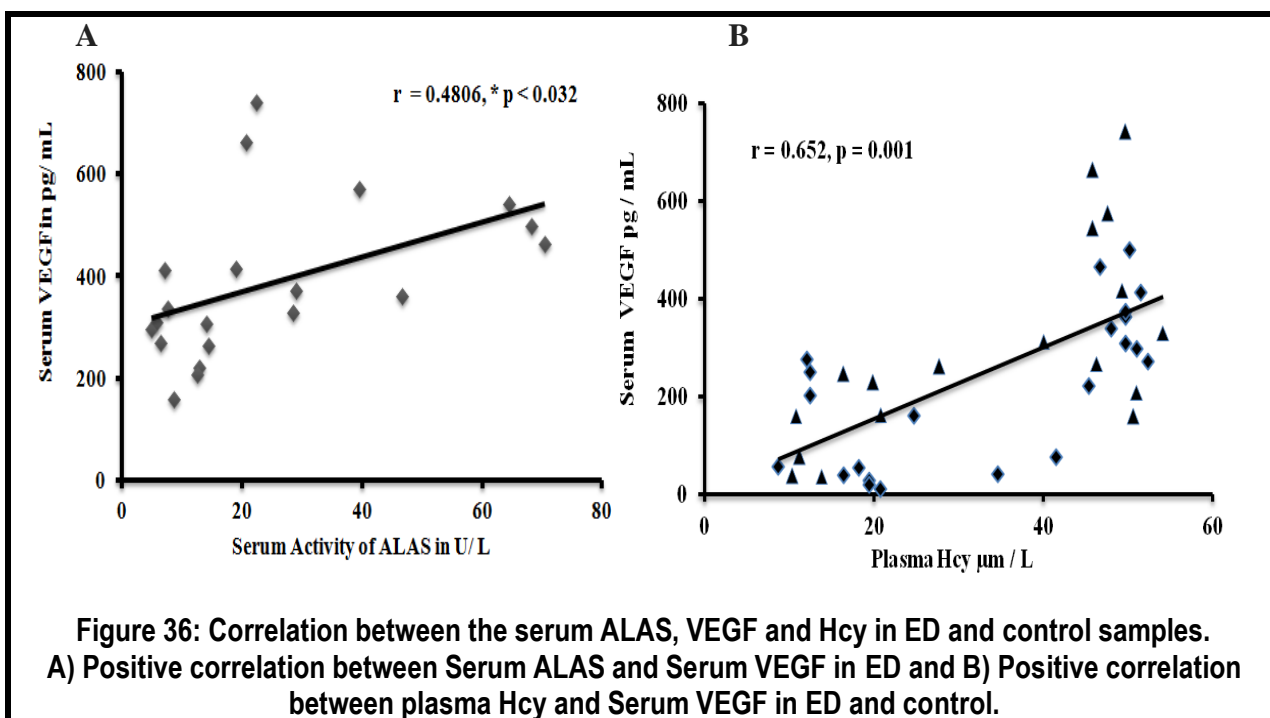 A
B
800
600
400
200
0
0 20 40 60 80
Serum VEGFin pg/ mL
r = 0.4806, * p < 0.032
Serum Activity of ALAS in U/ L
800
600
400
200
0
0 20 40 60
Serum VEGF pg / mL
r = 0.652, p = 0.001
Plasma Hcy µm / L
Figure 36: Correlation between the serum ALAS, VEGF and Hcy in ED and control samples.
A) Positive correlation between Serum ALAS and Serum VEGF in ED and B) Positive correlation
between plasma Hcy and Serum VEGF in ED and control.